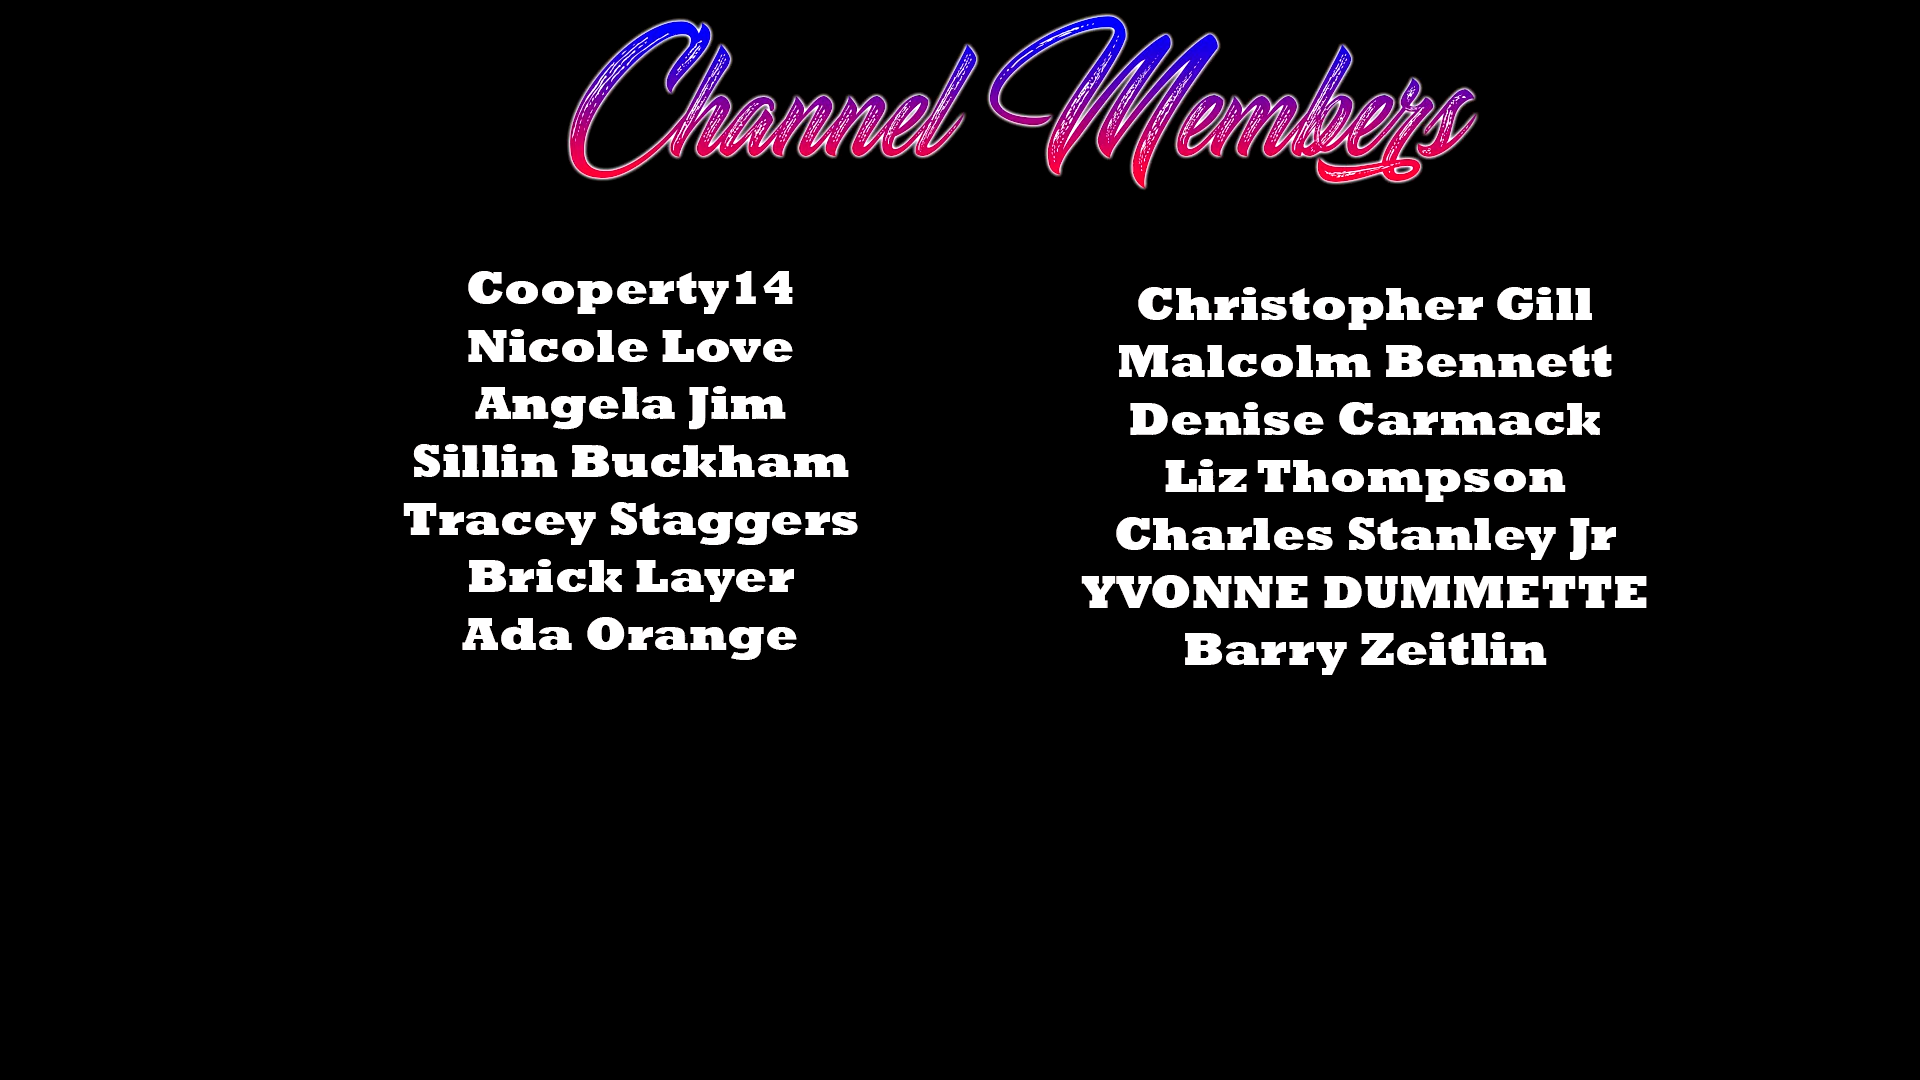 Channel Members
Cooperty14
Nicole Love
Angela Jim
Sillin Buckham
Tracey Staggers
Brick Layer
Ada Orange
Christopher Gill
Malcolm Bennett
Denise Carmack
Liz Thompson
Charles Stanley Jr
YVONNE DUMMETTE
Barry Zeitlin